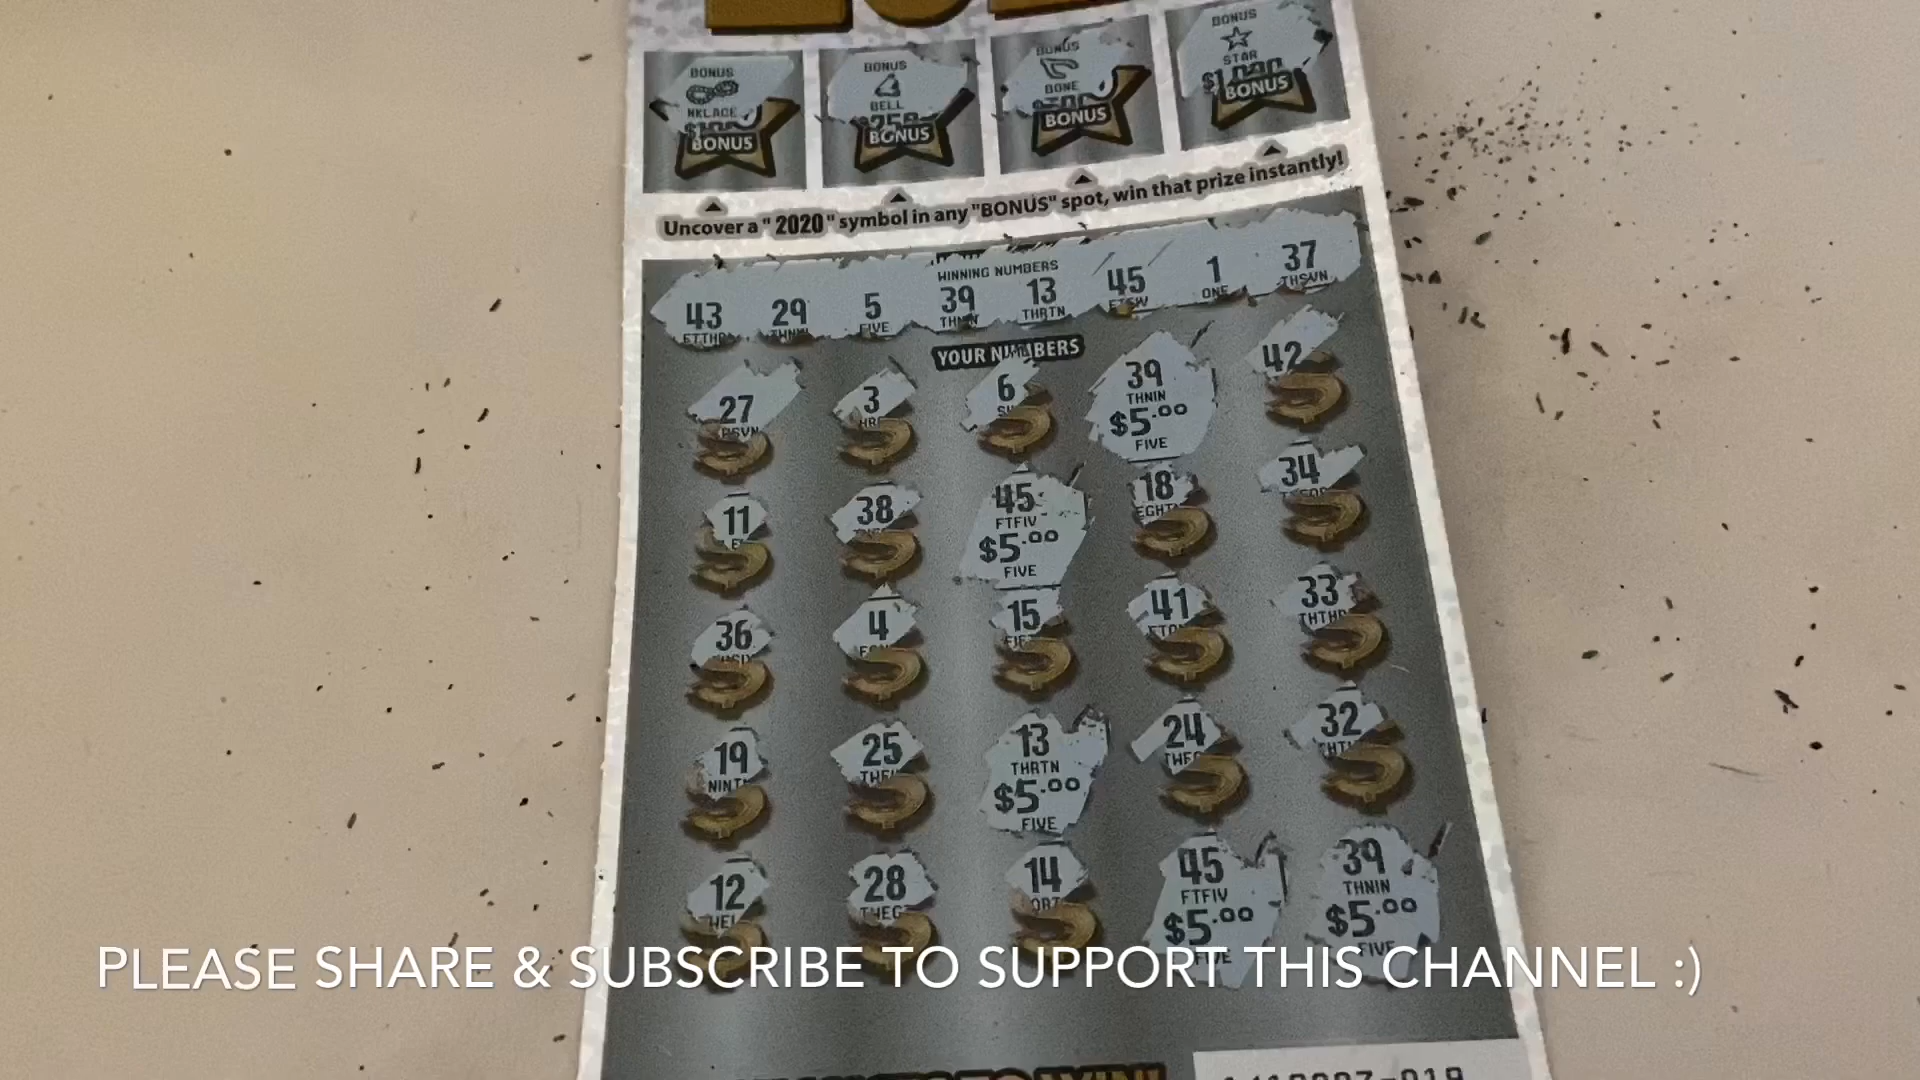 BONUS BONUS BONUS BONUS
NKLACE BELL BONE STAR
BONUS BONUS BONUS BONUS
Uncover a "2020" symbol in any "BONUS" spot, win that prize instantly!
WINNING NUMBERS
43 29 5 39 13 45 1 37
FIVE THRTN ONE THSVN
YOUR NUMBERS
27 3 6 39 42
THNIN
$5.00
FIVE
11 38 45 18 34
FTFIV
$5.00
FIVE
36 4 15 41 33
19 25 13 24 32
THRTN
$5.00
FIVE
12 28 14 45 39
FTFIV THNIN
$5.00 $5.00
FIVE FIVE
PLEASE SHARE & SUBSCRIBE TO SUPPORT THIS CHANNEL :)